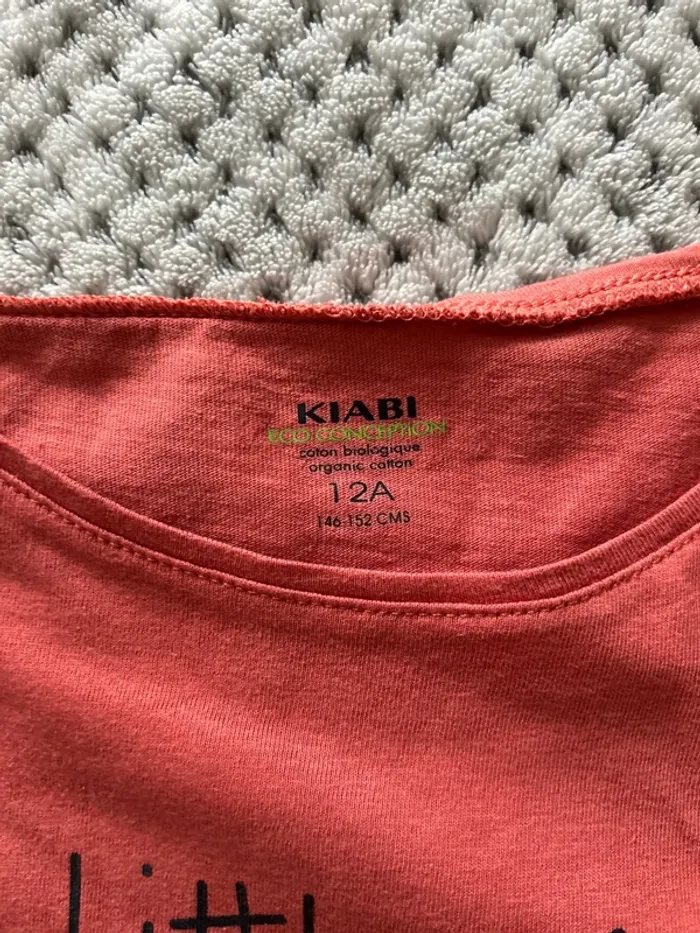 KIABI
ECO CONCEPTION
coton biologique
organic cotton
12A
146-152 CMS